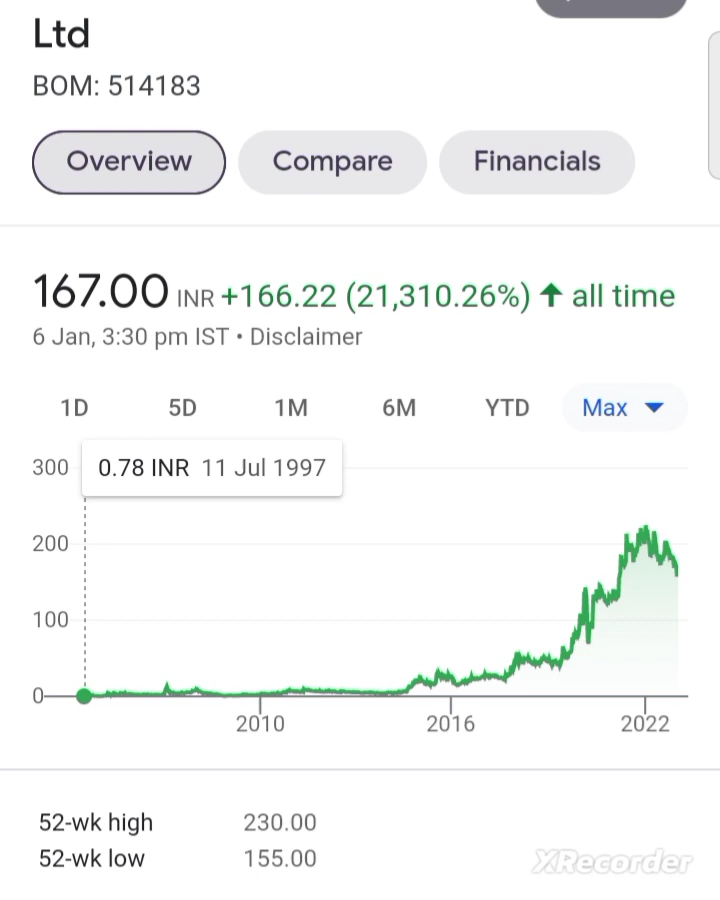 Ltd
BOM: 514183
Overview Compare Financials
167.00 INR +166.22 (21,310.26%) ↑ all time
6 Jan, 3:30 pm IST • Disclaimer
1D 5D 1M 6M YTD Max
300
0.78 INR 11 Jul 1997
200
100
0
2010 2016 2022
52-wk high 230.00
52-wk low 155.00
XRecorder